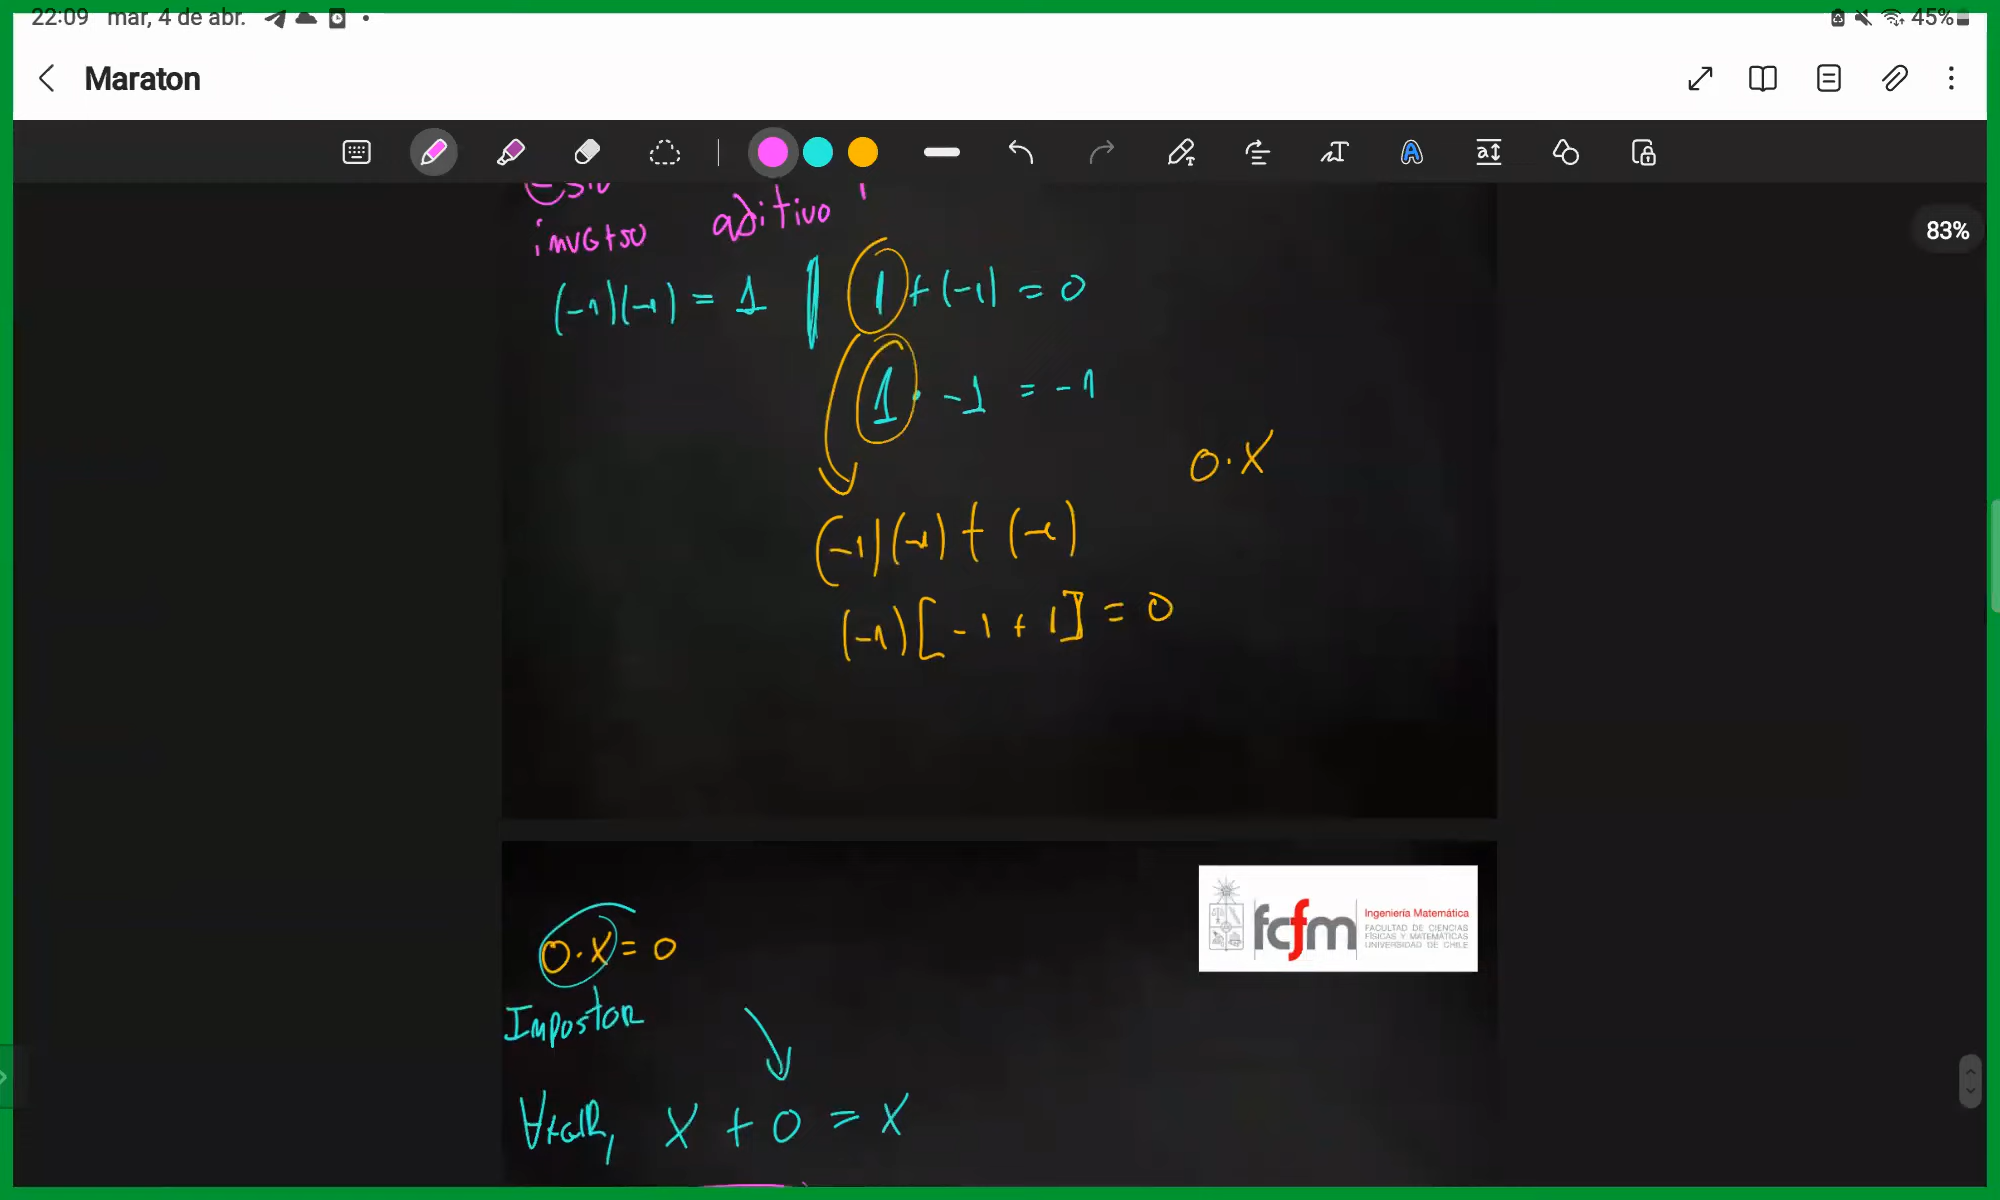 22:09 mar, 4 de abr. 45%
Maraton
83%
inverso aditivo
(-1)(-1) = 1 1 + (-1) = 0
1 · -1 = -1
0·x
(-1)(-1) + (-1)
(-1)[-1 + 1] = 0
0·x = 0
Impostor
∀x∈ℝ, x + 0 = x
fcfm
Ingeniería Matemática
FACULTAD DE CIENCIAS
FÍSICAS Y MATEMÁTICAS
UNIVERSIDAD DE CHILE